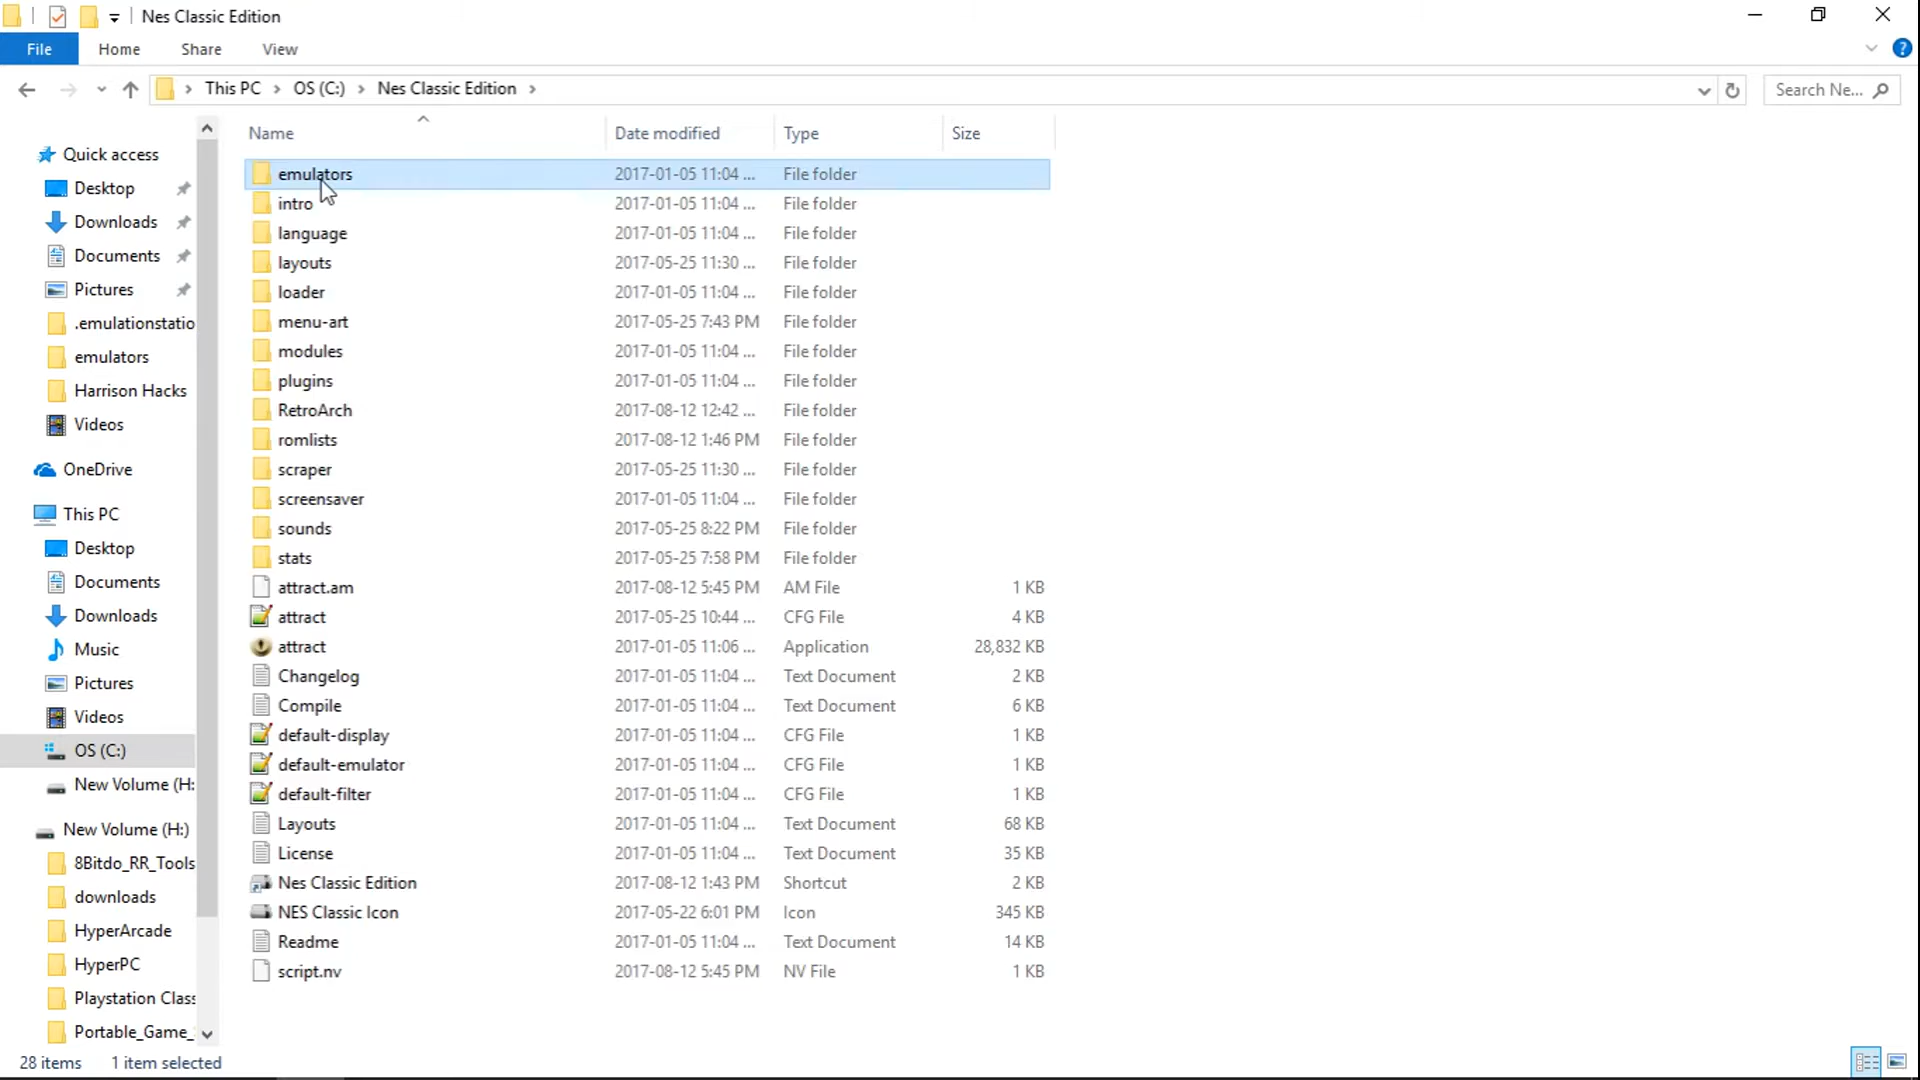 Nes Classic Edition
File Home Share View
This PC OS (C:) Nes Classic Edition Search Ne...
Name Date modified Type Size
Quick access
Desktop
Downloads
Documents
Pictures
.emulationstatio
emulators
Harrison Hacks
Videos
OneDrive
This PC
Desktop
Documents
Downloads
Music
Pictures
Videos
OS (C:)
New Volume (H:
New Volume (H:)
8Bitdo_RR_Tools
downloads
HyperArcade
HyperPC
Playstation Class
Portable_Game_
emulators 2017-01-05 11:04 ... File folder
intro 2017-01-05 11:04 ... File folder
language 2017-01-05 11:04 ... File folder
layouts 2017-05-25 11:30 ... File folder
loader 2017-01-05 11:04 ... File folder
menu-art 2017-05-25 7:43 PM File folder
modules 2017-01-05 11:04 ... File folder
plugins 2017-01-05 11:04 ... File folder
RetroArch 2017-08-12 12:42 ... File folder
romlists 2017-08-12 1:46 PM File folder
scraper 2017-05-25 11:30 ... File folder
screensaver 2017-01-05 11:04 ... File folder
sounds 2017-05-25 8:22 PM File folder
stats 2017-05-25 7:58 PM File folder
attract.am 2017-08-12 5:45 PM AM File 1 KB
attract 2017-05-25 10:44 ... CFG File 4 KB
attract 2017-01-05 11:06 ... Application 28,832 KB
Changelog 2017-01-05 11:04 ... Text Document 2 KB
Compile 2017-01-05 11:04 ... Text Document 6 KB
default-display 2017-01-05 11:04 ... CFG File 1 KB
default-emulator 2017-01-05 11:04 ... CFG File 1 KB
default-filter 2017-01-05 11:04 ... CFG File 1 KB
Layouts 2017-01-05 11:04 ... Text Document 68 KB
License 2017-01-05 11:04 ... Text Document 35 KB
Nes Classic Edition 2017-08-12 1:43 PM Shortcut 2 KB
NES Classic Icon 2017-05-22 6:01 PM Icon 345 KB
Readme 2017-01-05 11:04 ... Text Document 14 KB
script.nv 2017-08-12 5:45 PM NV File 1 KB
28 items 1 item selected